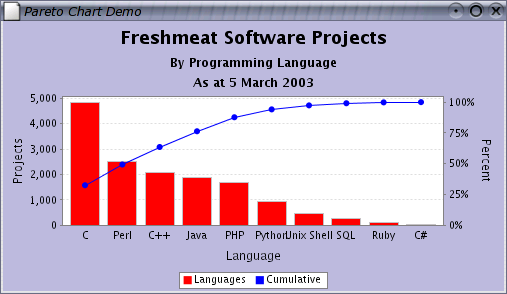 Pareto Chart Demo
Freshmeat Software Projects
By Programming Language
As at 5 March 2003
5,000
4,000
3,000
2,000
1,000
0
Projects
100%
75%
50%
25%
0%
Percent
C Perl C++ Java PHP Python Unix Shell SQL Ruby C#
Language
Languages Cumulative